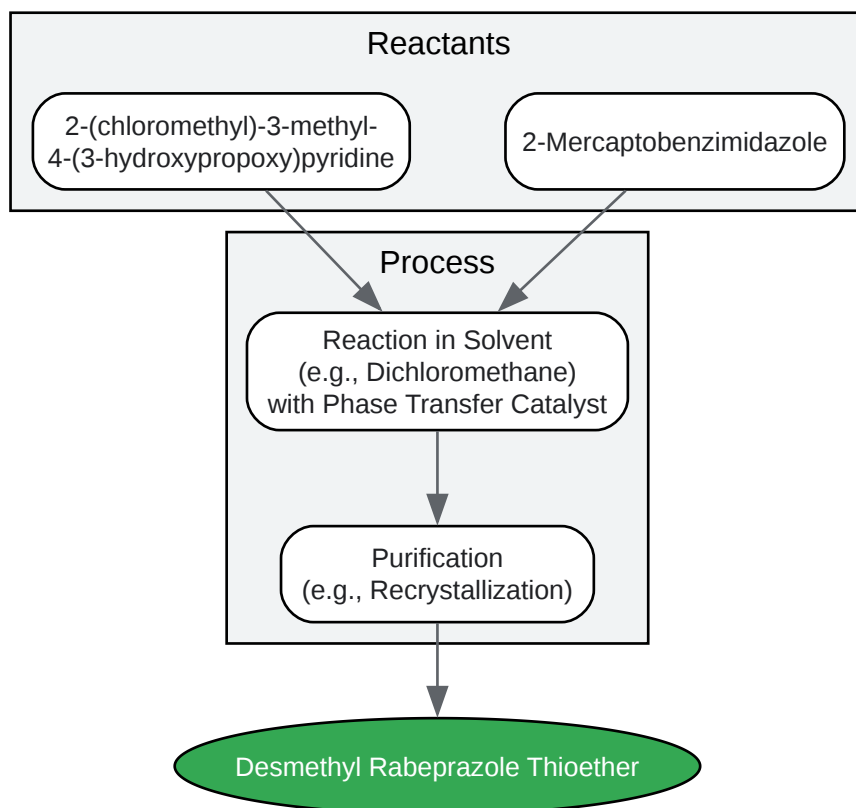 Reactants
2-(chloromethyl)-3-methyl-
4-(3-hydroxypropoxy)pyridine
2-Mercaptobenzimidazole
Process
Reaction in Solvent
(e.g., Dichloromethane)
with Phase Transfer Catalyst
Purification
(e.g., Recrystallization)
Desmethyl Rabeprazole Thioether